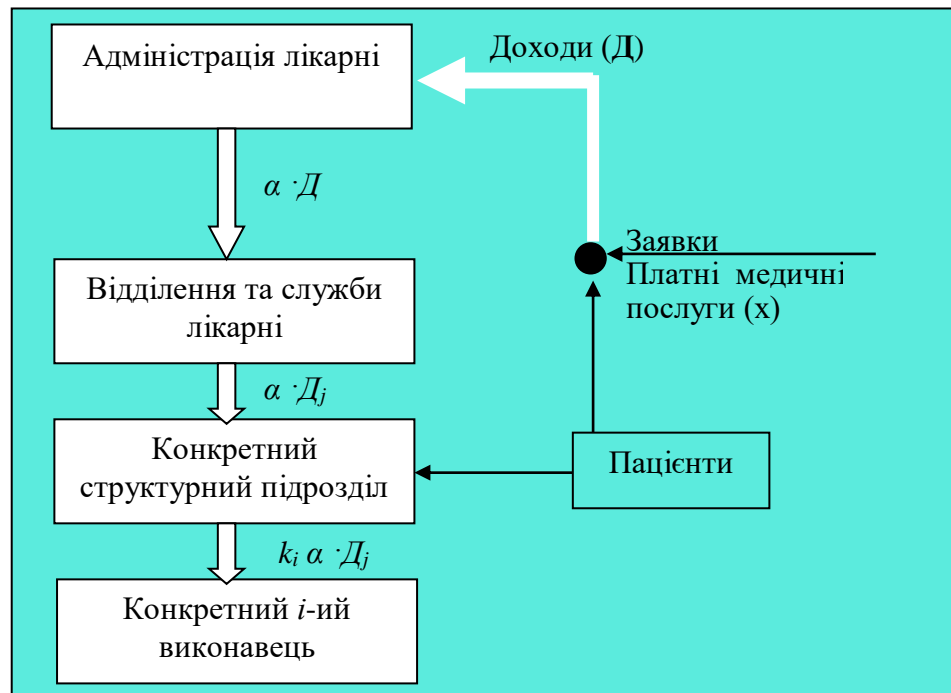 Адміністрація лікарні
Доходи (Д)
α ·Д
Заявки
Платні медичні
послуги (х)
Відділення та служби
лікарні
α ·Дj
Конкретний
структурний підрозділ
Пацієнти
ki α ·Дj
Конкретний i-ий
виконавець